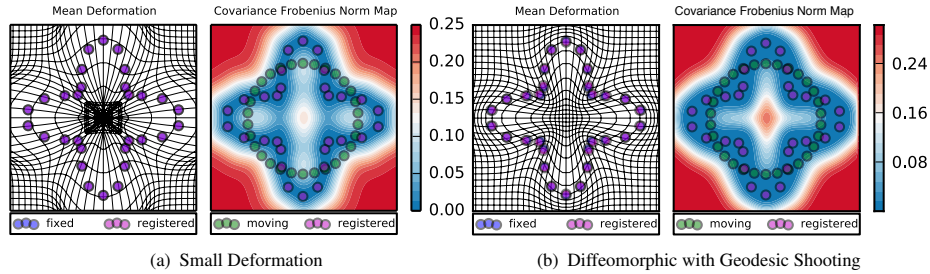 Mean Deformation
Covariance Frobenius Norm Map
0.25
0.20
0.15
0.10
0.05
0.00
fixed registered
moving registered
(a) Small Deformation
Mean Deformation
Covariance Frobenius Norm Map
0.24
0.16
0.08
fixed registered
moving registered
(b) Diffeomorphic with Geodesic Shooting